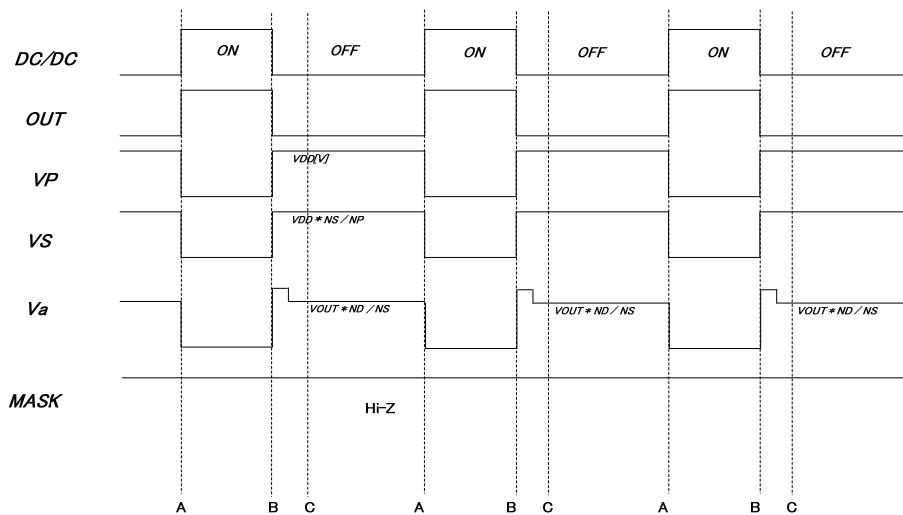 DC/DC ON OFF ON OFF ON OFF
OUT
VP VDD[V]
VS VDD*NS/NP
Va VOUT*ND/NS VOUT*ND/NS VOUT*ND/NS
MASK
Hi-Z
A B C A B C A B C